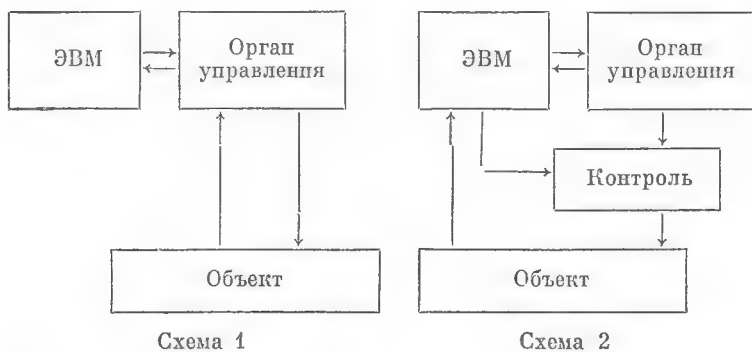 ЭВМ
Орган
управления
Объект
Схема 1
ЭВМ
Орган
управления
Контроль
Объект
Схема 2